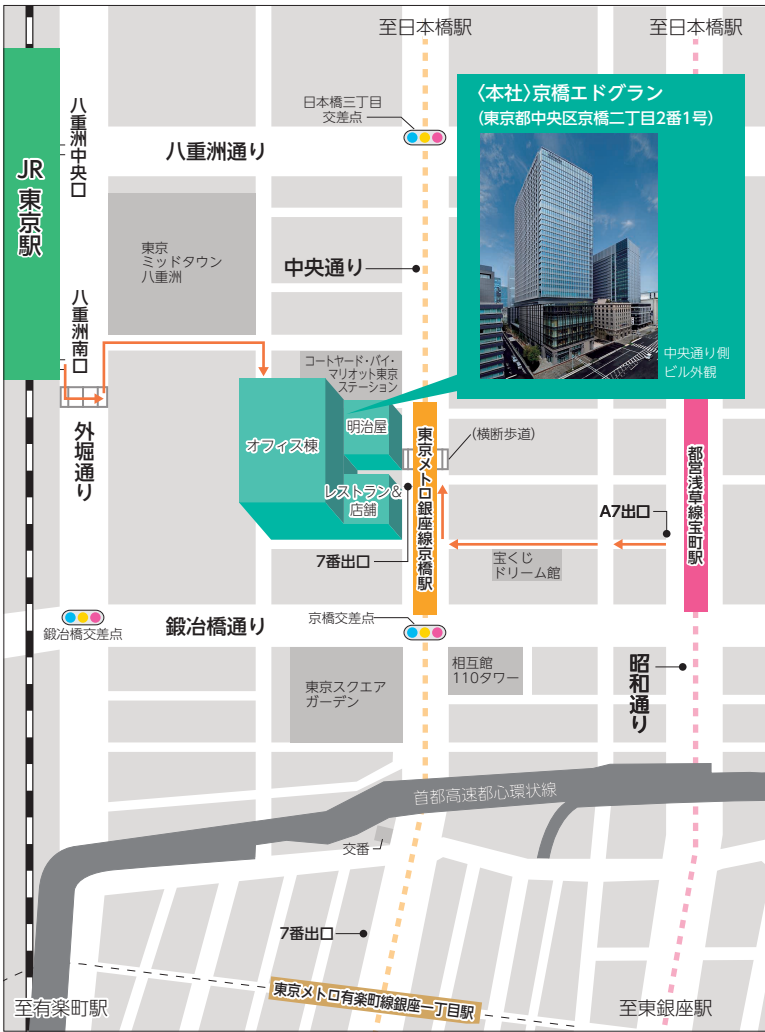 至日本橋駅
至日本橋駅
〈本社〉京橋エドグラン
(東京都中央区京橋二丁目2番1号)
中央通り側
ビル外観
日本橋三丁目
交差点
八重洲中央口
八重洲通り
JR 東京駅
東京
ミッドタウン
八重洲
中央通り
八重洲南口
コートヤード・バイ・
マリオット東京
ステーション
外堀通り
オフィス棟
明治屋
レストラン&
店舗
東京メトロ銀座線京橋駅
(横断歩道)
都営浅草線宝町駅
A7出口
7番出口
宝くじ
ドリーム館
鍛冶橋交差点
鍛冶橋通り
京橋交差点
相互館
110タワー
昭和通り
東京スクエア
ガーデン
首都高速都心環状線
交番
7番出口
東京メトロ有楽町線銀座一丁目駅
至有楽町駅
至東銀座駅